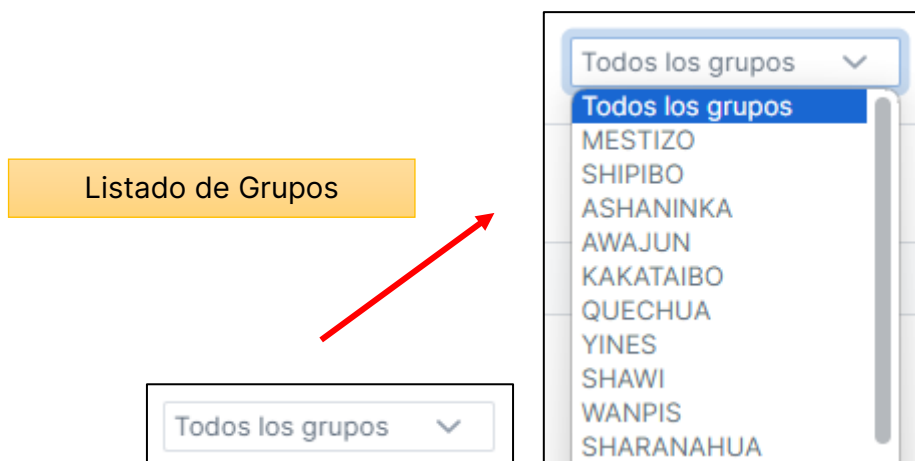 Listado de Grupos
Todos los grupos
Todos los grupos
Todos los grupos
MESTIZO
SHIPIBO
ASHANINKA
AWAJUN
KAKATAIBO
QUECHUA
YINES
SHAWI
WANPIS
SHARANAHUA